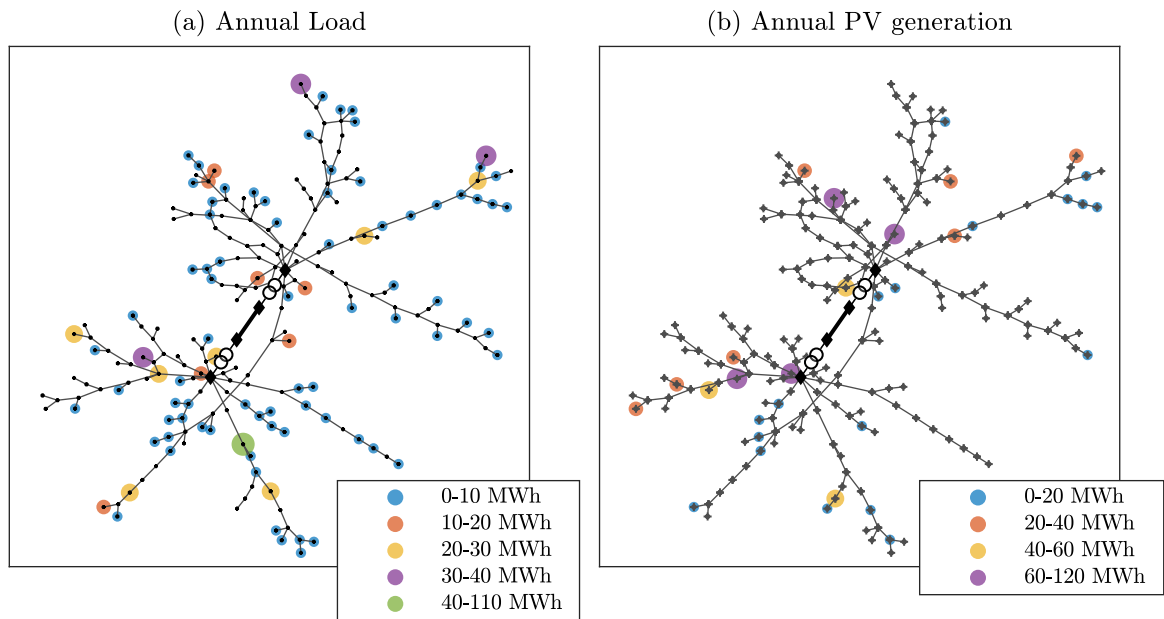 (a) Annual Load
0-10 MWh
10-20 MWh
20-30 MWh
30-40 MWh
40-110 MWh
(b) Annual PV generation
0-20 MWh
20-40 MWh
40-60 MWh
60-120 MWh